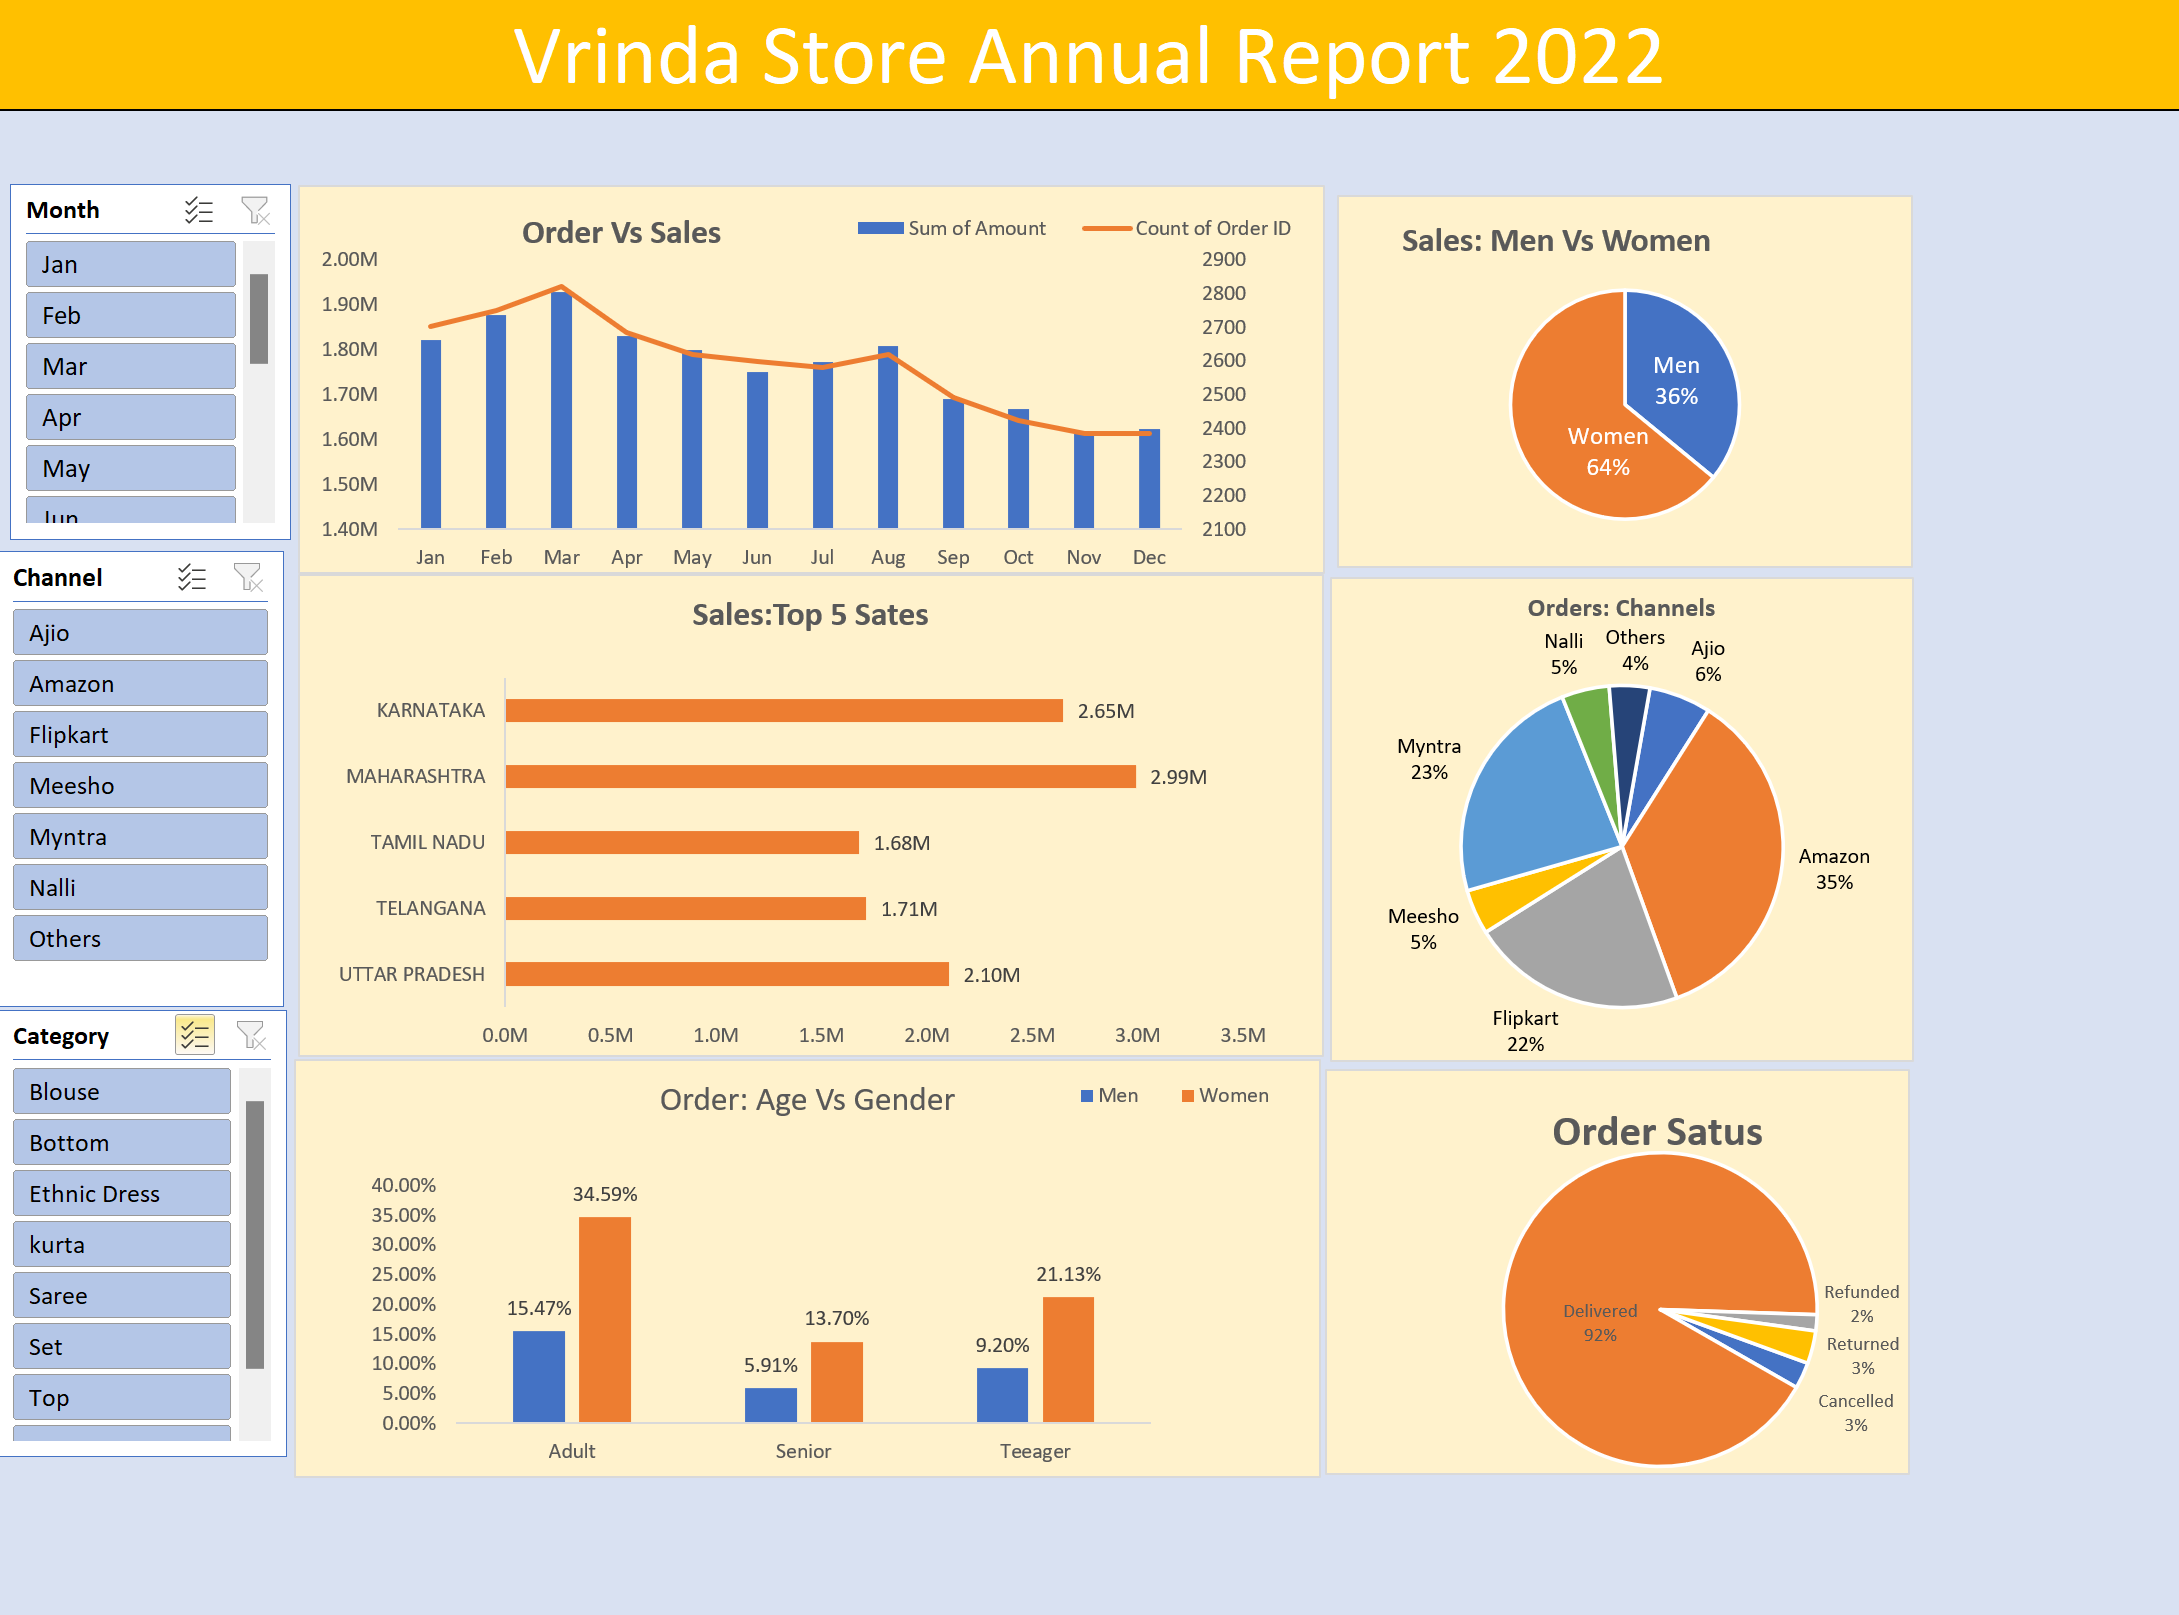 Vrinda Store Annual Report 2022
Month
Jan
Feb
Mar
Apr
May
Jun
Channel
Ajio
Amazon
Flipkart
Meesho
Myntra
Nalli
Others
Category
Blouse
Bottom
Ethnic Dress
kurta
Saree
Set
Top
Order Vs Sales
Sum of Amount
Count of Order ID
2.00M
1.90M
1.80M
1.70M
1.60M
1.50M
1.40M
2900
2800
2700
2600
2500
2400
2300
2200
2100
Jan Feb Mar Apr May Jun Jul Aug Sep Oct Nov Dec
Sales: Men Vs Women
Men
36%
Women
64%
Sales:Top 5 Sates
KARNATAKA 2.65M
MAHARASHTRA 2.99M
TAMIL NADU 1.68M
TELANGANA 1.71M
UTTAR PRADESH 2.10M
0.0M 0.5M 1.0M 1.5M 2.0M 2.5M 3.0M 3.5M
Orders: Channels
Nalli
5%
Others
4%
Ajio
6%
Myntra
23%
Amazon
35%
Meesho
5%
Flipkart
22%
Order: Age Vs Gender
Men
Women
40.00%
35.00%
30.00%
25.00%
20.00%
15.00%
10.00%
5.00%
0.00%
15.47%
34.59%
5.91%
13.70%
9.20%
21.13%
Adult Senior Teeager
Order Satus
Delivered
92%
Refunded
2%
Returned
3%
Cancelled
3%